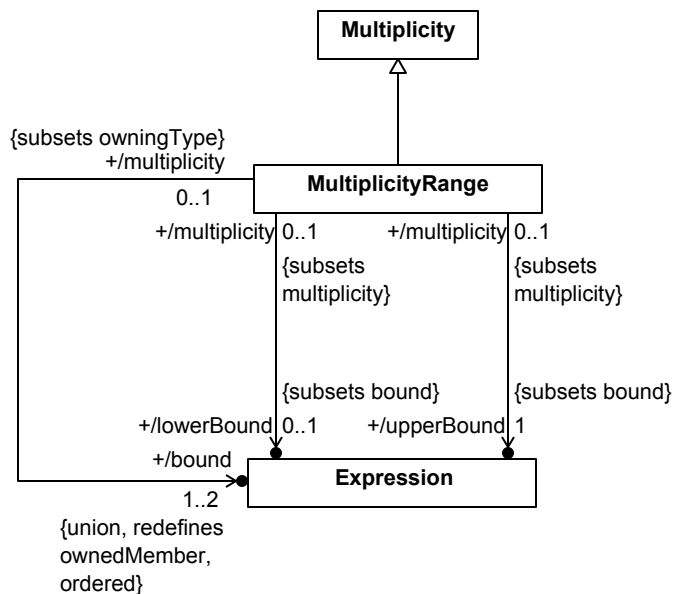 Multiplicity
{subsets owningType}
+/multiplicity
0..1
MultiplicityRange
+/multiplicity 0..1
+/multiplicity 0..1
{subsets
multiplicity}
{subsets
multiplicity}
{subsets bound}
{subsets bound}
+/lowerBound 0..1
+/upperBound 1
+/bound
1..2
Expression
{union, redefines
ownedMember,
ordered}